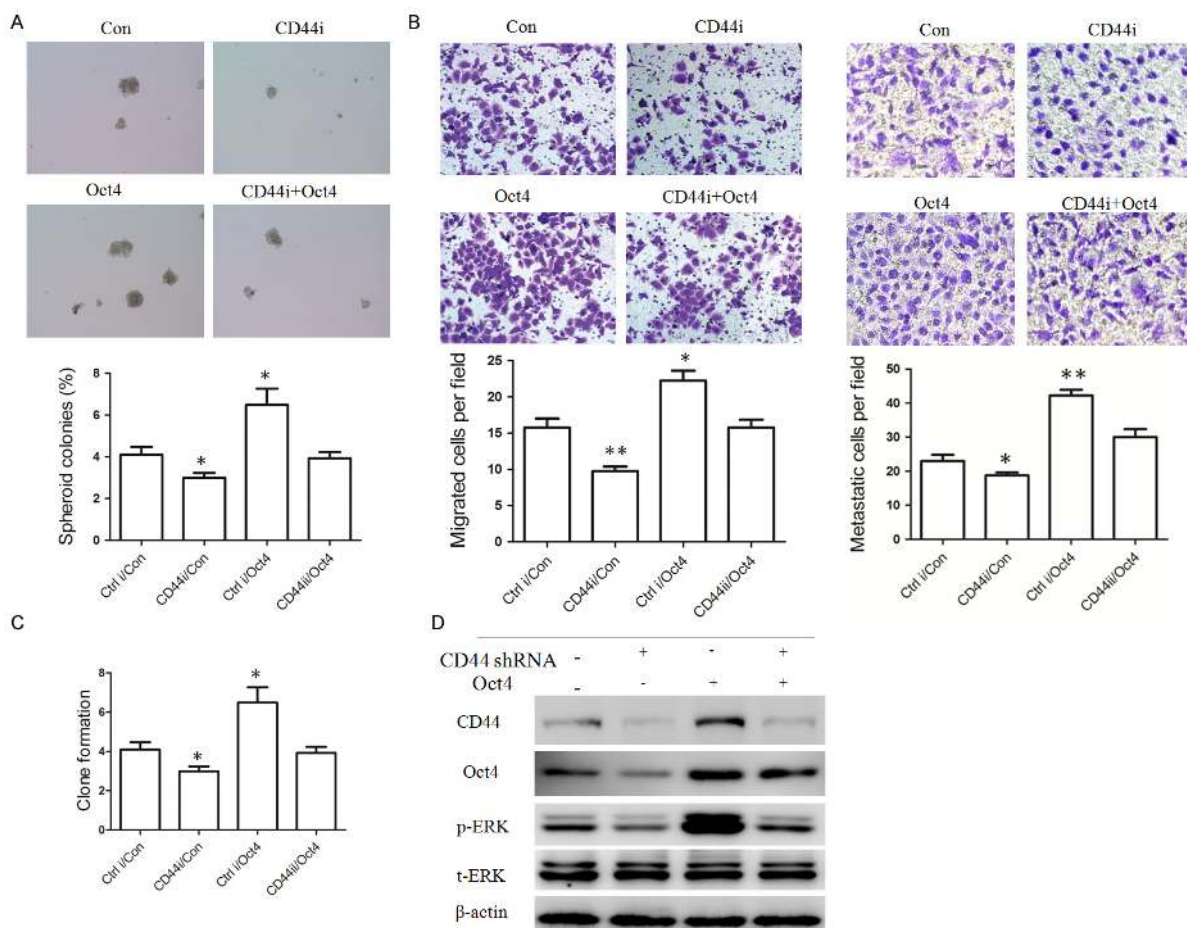 A
Con
CD44i
Oct4
CD44i+Oct4
Spheroid colonies (%)
8
6
4
2
0
*
*
Ctrl i/Con
CD44i/Con
Ctrl i/Oct4
CD44ii/Oct4
B
Con
CD44i
Oct4
CD44i+Oct4
Migrated cells per field
25
20
15
10
5
0
**
*
Ctrl i/Con
CD44i/Con
Ctrl i/Oct4
CD44ii/Oct4
Con
CD44i
Oct4
CD44i+Oct4
Metastatic cells per field
50
40
30
20
10
0
*
**
Ctrl i/Con
CD44i/Con
Ctrl i/Oct4
CD44ii/Oct4
C
Clone formation
8
6
4
2
0
*
*
Ctrl i/Con
CD44i/Con
Ctrl i/Oct4
CD44ii/Oct4
D
CD44 shRNA - + - +
Oct4 - - + +
CD44
Oct4
p-ERK
t-ERK
β-actin